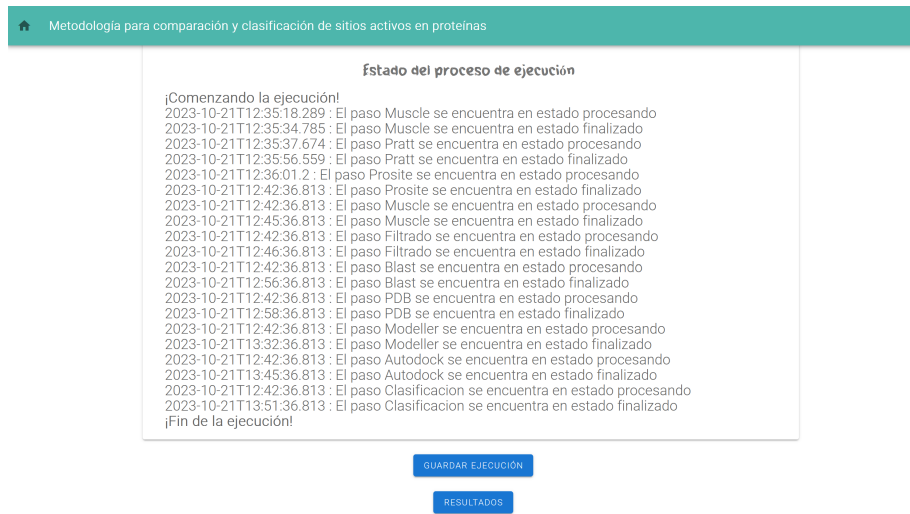 Metodología para comparación y clasificación de sitios activos en proteínas
Estado del proceso de ejecución
¡Comenzando la ejecución!
2023-10-21T12:35:18.289 : El paso Muscle se encuentra en estado procesando
2023-10-21T12:35:34.785 : El paso Muscle se encuentra en estado finalizado
2023-10-21T12:35:37.674 : El paso Pratt se encuentra en estado procesando
2023-10-21T12:35:56.559 : El paso Pratt se encuentra en estado finalizado
2023-10-21T12:36:01.2 : El paso Prosite se encuentra en estado procesando
2023-10-21T12:42:36.813 : El paso Prosite se encuentra en estado finalizado
2023-10-21T12:42:36.813 : El paso Muscle se encuentra en estado procesando
2023-10-21T12:45:36.813 : El paso Muscle se encuentra en estado finalizado
2023-10-21T12:42:36.813 : El paso Filtrado se encuentra en estado procesando
2023-10-21T12:46:36.813 : El paso Filtrado se encuentra en estado finalizado
2023-10-21T12:42:36.813 : El paso Blast se encuentra en estado procesando
2023-10-21T12:56:36.813 : El paso Blast se encuentra en estado finalizado
2023-10-21T12:42:36.813 : El paso PDB se encuentra en estado procesando
2023-10-21T12:58:36.813 : El paso PDB se encuentra en estado finalizado
2023-10-21T12:42:36.813 : El paso Modeller se encuentra en estado procesando
2023-10-21T13:32:36.813 : El paso Modeller se encuentra en estado finalizado
2023-10-21T12:42:36.813 : El paso Autodock se encuentra en estado procesando
2023-10-21T13:45:36.813 : El paso Autodock se encuentra en estado finalizado
2023-10-21T12:42:36.813 : El paso Clasificacion se encuentra en estado procesando
2023-10-21T13:51:36.813 : El paso Clasificacion se encuentra en estado finalizado
¡Fin de la ejecución!
GUARDAR EJECUCIÓN
RESULTADOS